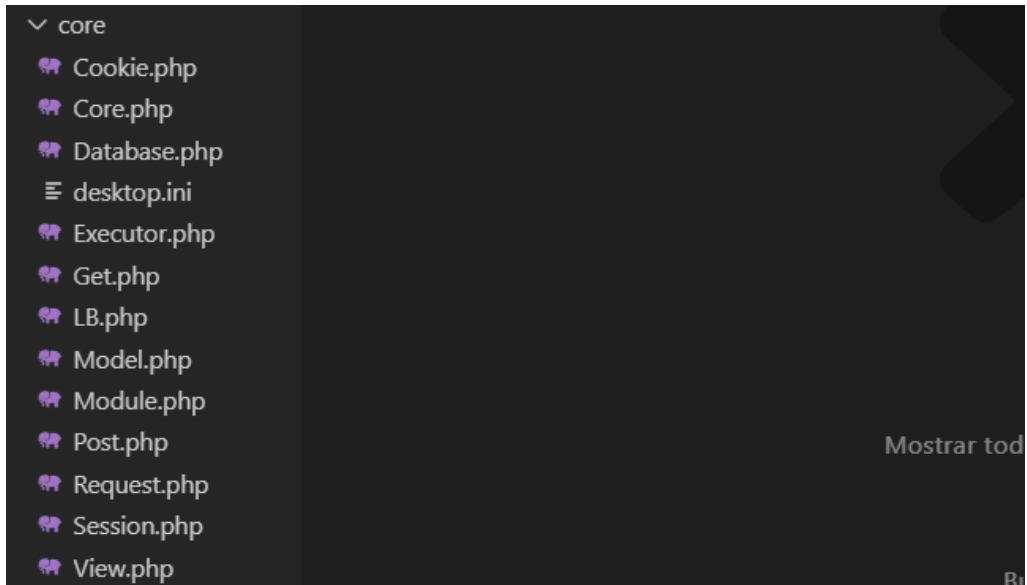 core
Cookie.php
Core.php
Database.php
desktop.ini
Executor.php
Get.php
LB.php
Model.php
Module.php
Post.php
Mostrar tod
Request.php
Session.php
View.php